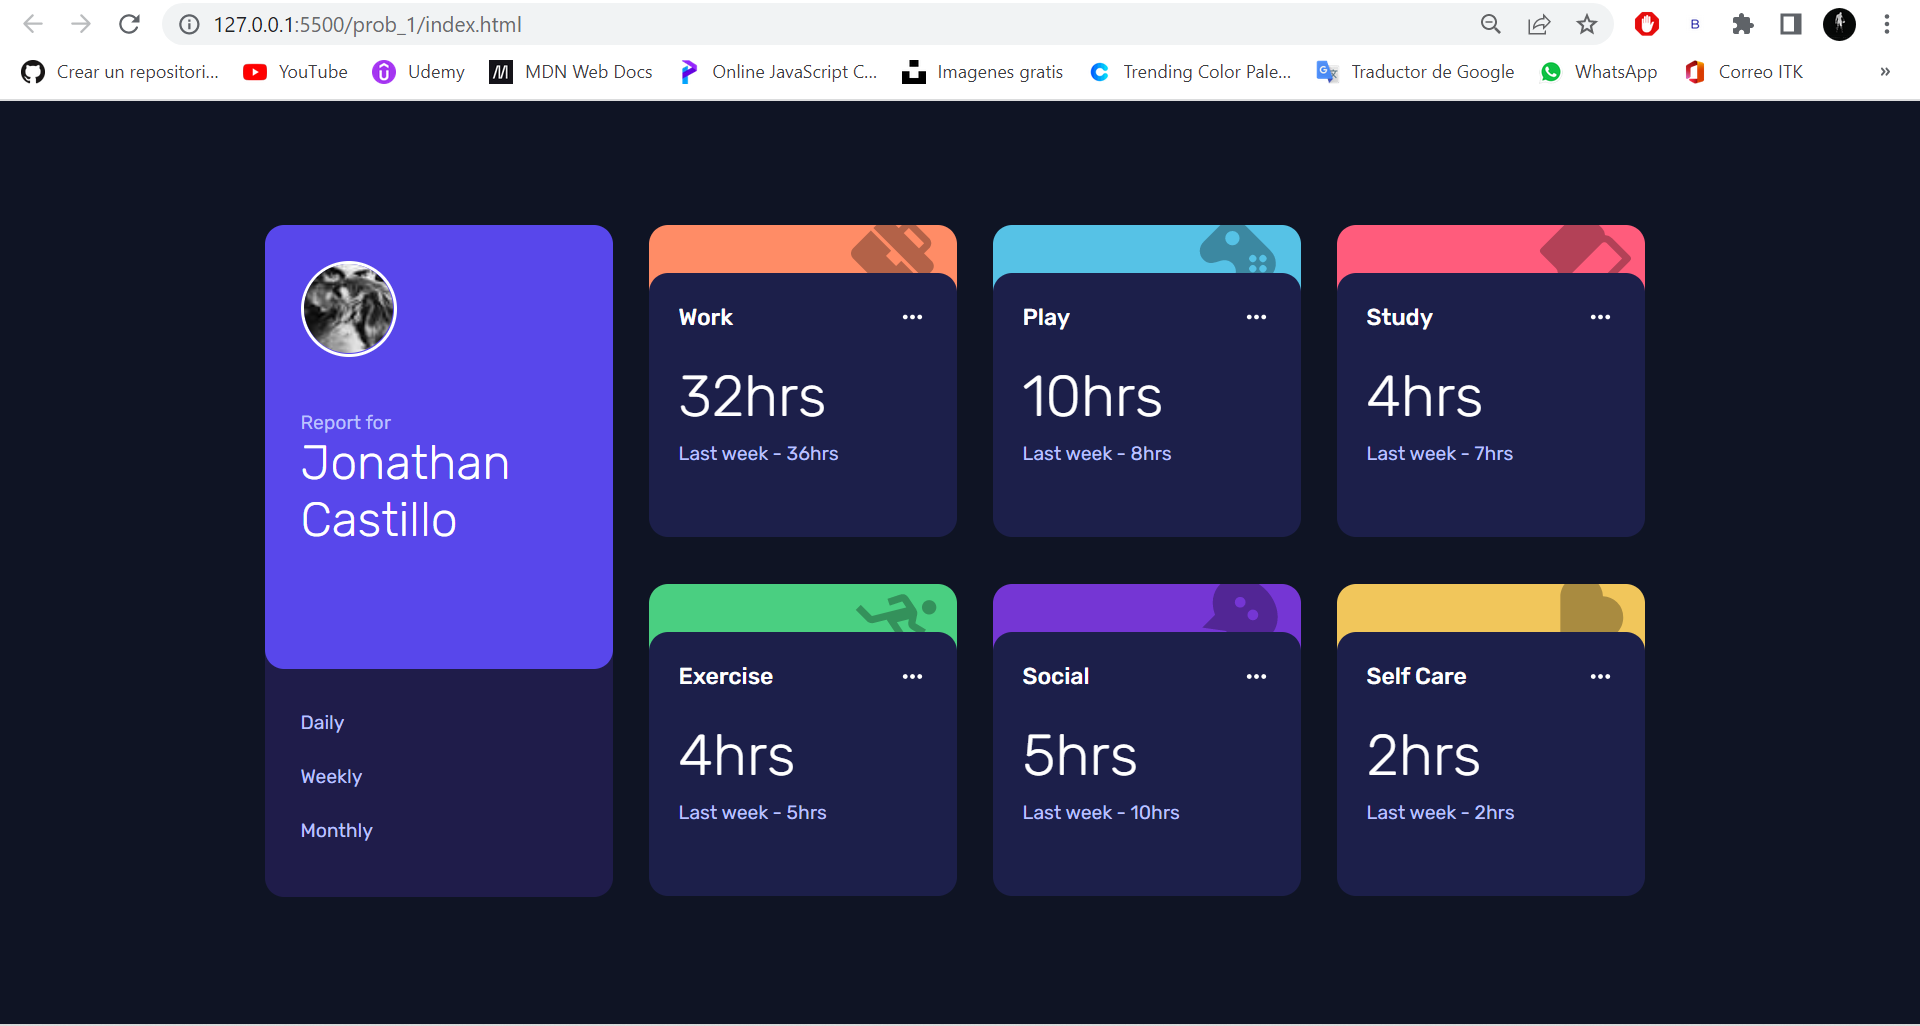 127.0.0.1:5500/prob_1/index.html
B
Crear un repositori...
YouTube
Udemy
MDN Web Docs
Online JavaScript C...
Imagenes gratis
Trending Color Pale...
Traductor de Google
WhatsApp
Correo ITK
»
Report for
Jonathan
Castillo
Daily
Weekly
Monthly
Work
32hrs
Last week - 36hrs
Play
10hrs
Last week - 8hrs
Study
4hrs
Last week - 7hrs
Exercise
4hrs
Last week - 5hrs
Social
5hrs
Last week - 10hrs
Self Care
2hrs
Last week - 2hrs